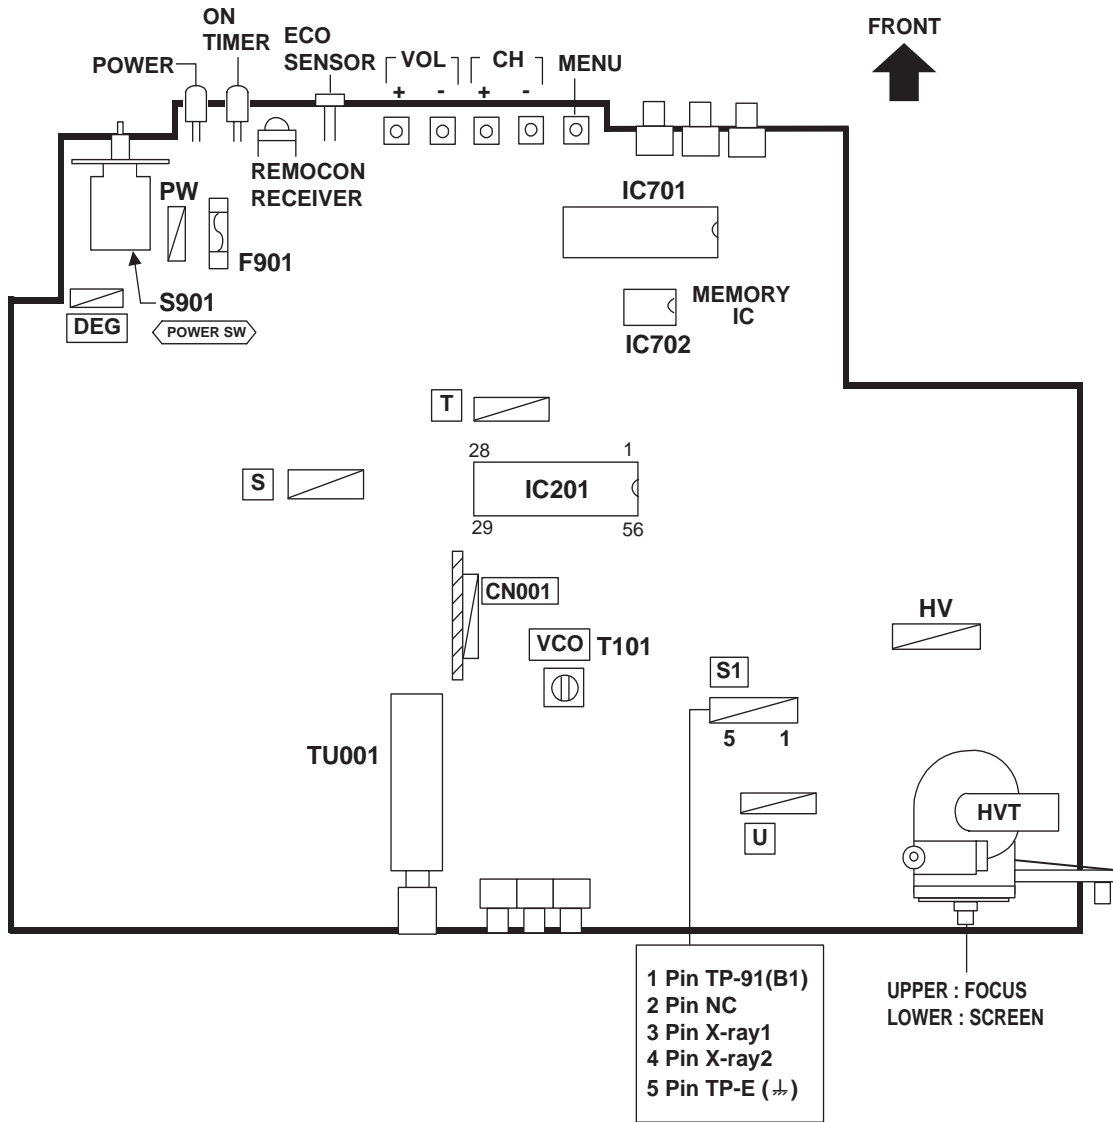 ON
TIMER
ECO
SENSOR
POWER
VOL
CH
MENU
+ - + -
FRONT
REMOCON
RECEIVER
PW
F901
S901
POWER SW
DEG
IC701
MEMORY
IC
IC702
T
28 1
IC201
29 56
S
CN001
VCO T101
HV
S1
5 1
TU001
U
HVT
1 Pin TP-91(B1)
2 Pin NC
3 Pin X-ray1
4 Pin X-ray2
5 Pin TP-E (⏚)
UPPER : FOCUS
LOWER : SCREEN